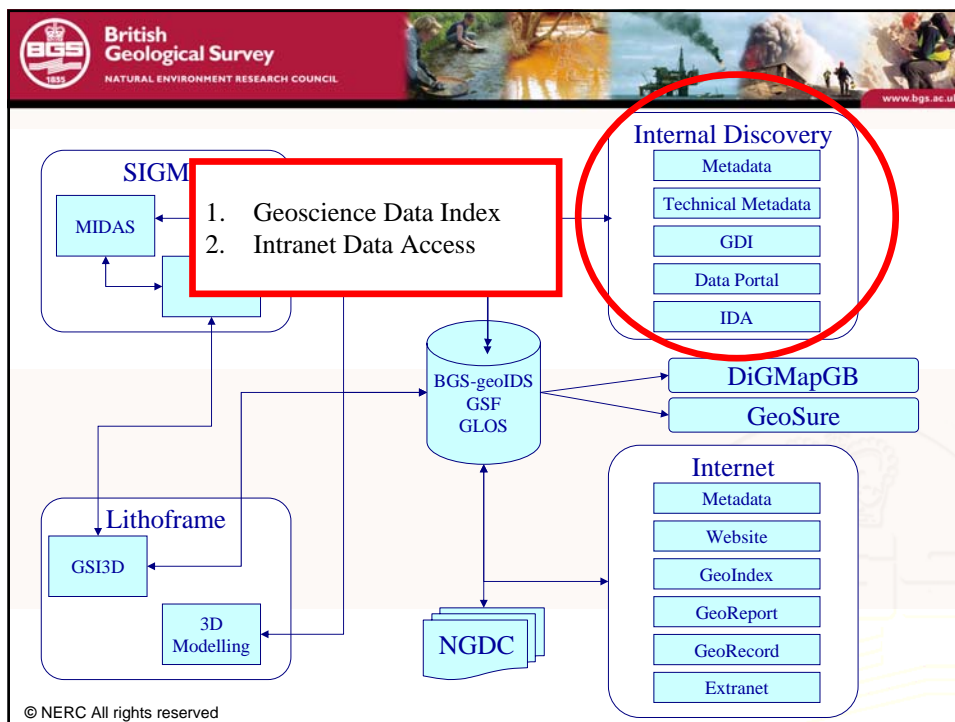 BGS
1835
British
Geological Survey
NATURAL ENVIRONMENT RESEARCH COUNCIL
www.bgs.ac.uk
SIGM
MIDAS
1. Geoscience Data Index
2. Intranet Data Access
Internal Discovery
Metadata
Technical Metadata
GDI
Data Portal
IDA
BGS-geoIDS
GSF
GLOS
DiGMapGB
GeoSure
Lithoframe
GSI3D
3D
Modelling
NGDC
Internet
Metadata
Website
GeoIndex
GeoReport
GeoRecord
Extranet
© NERC All rights reserved